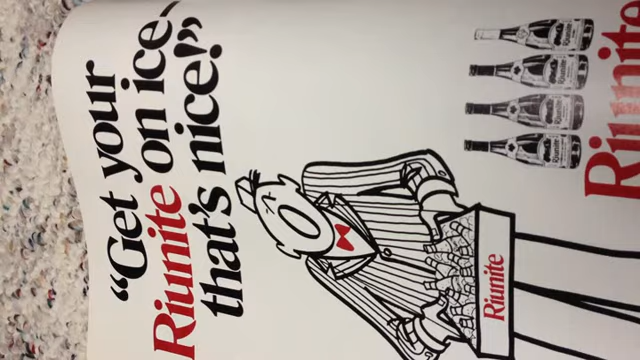 “Get your
Riunite on ice–
that’s nice!”
Riunite
Riunite